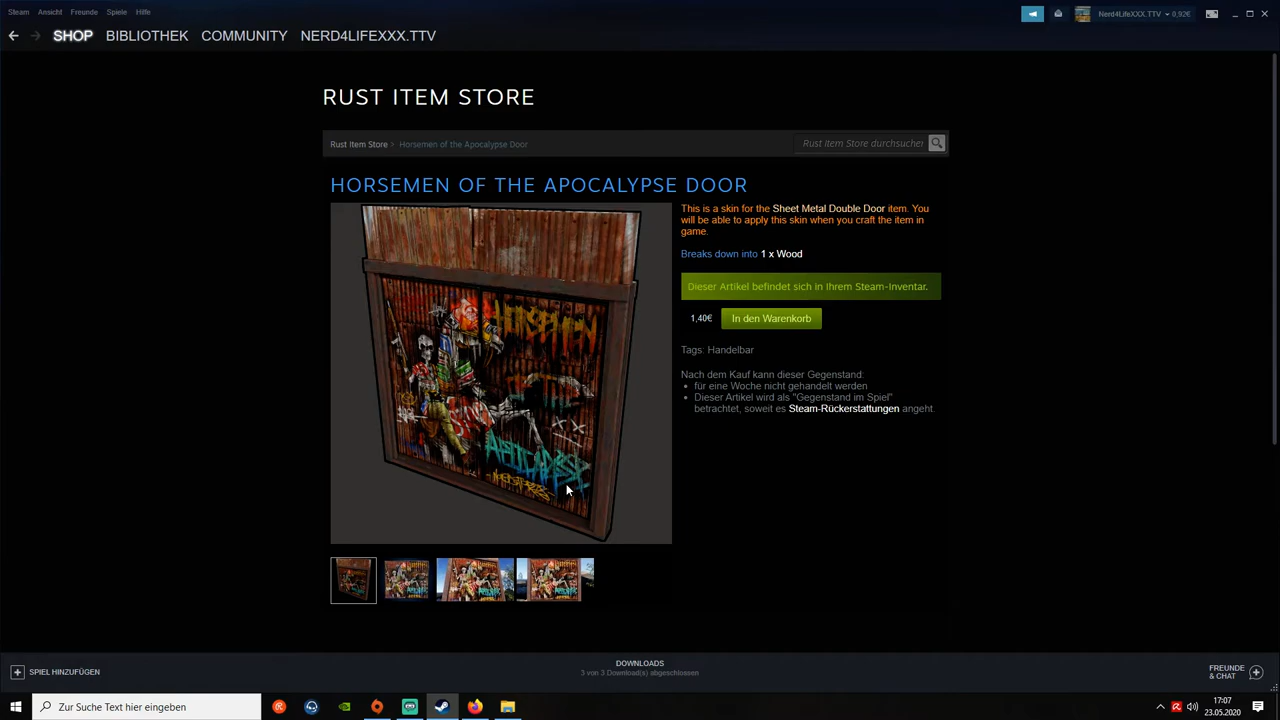 Steam Ansicht Freunde Spiele Hilfe
Nerd4LifeXXX.TTV 0,92€
SHOP BIBLIOTHEK COMMUNITY NERD4LIFEXXX.TTV
RUST ITEM STORE
Rust Item Store > Horsemen of the Apocalypse Door
Rust Item Store durchsuchen
HORSEMEN OF THE APOCALYPSE DOOR
This is a skin for the Sheet Metal Double Door item. You
will be able to apply this skin when you craft the item in
game.
Breaks down into 1 x Wood
Dieser Artikel befindet sich in Ihrem Steam-Inventar.
1,40€ In den Warenkorb
Tags: Handelbar
Nach dem Kauf kann dieser Gegenstand:
• für eine Woche nicht gehandelt werden
• Dieser Artikel wird als "Gegenstand im Spiel"
betrachtet, soweit es Steam-Rückerstattungen angeht.
HORSEMEN
APOCALYPSE
SPIEL HINZUFÜGEN
DOWNLOADS
3 von 3 Download(s) abgeschlossen
FREUNDE
& CHAT
Zur Suche Text hier eingeben
17:07
23.05.2020